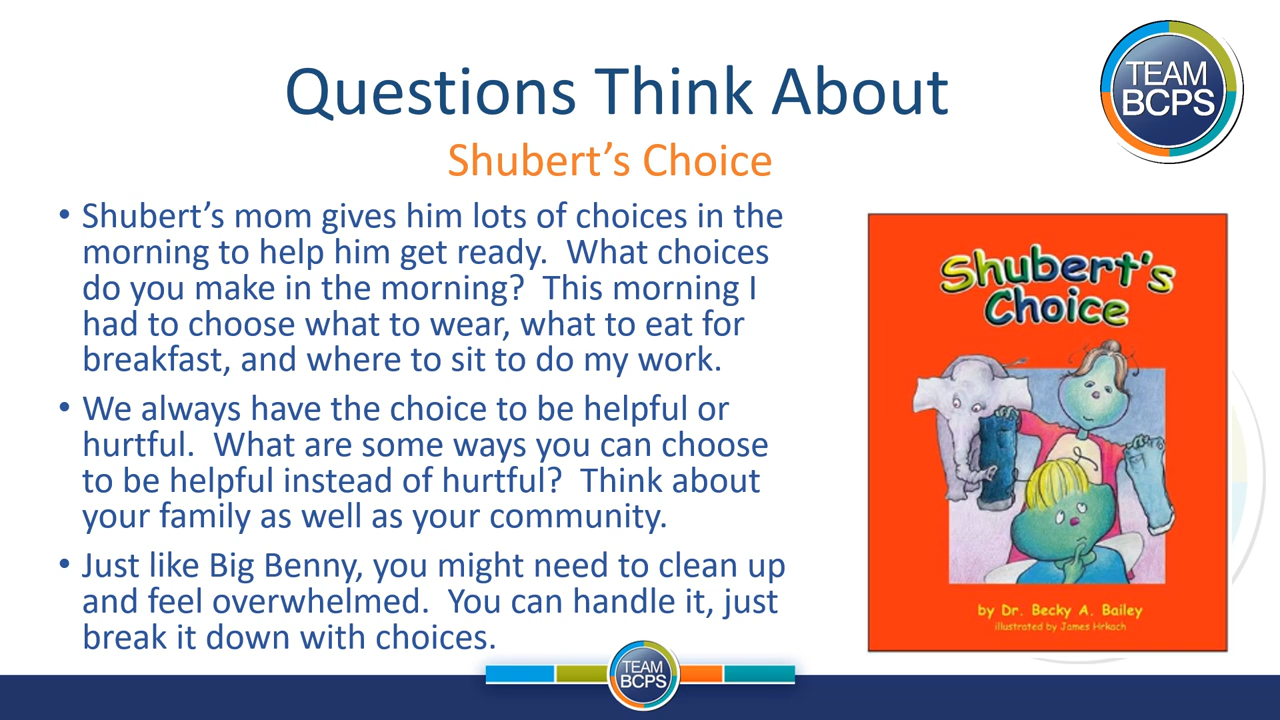 Questions Think About
Shubert’s Choice
• Shubert’s mom gives him lots of choices in the
morning to help him get ready.  What choices
do you make in the morning?  This morning I
had to choose what to wear, what to eat for
breakfast, and where to sit to do my work.
• We always have the choice to be helpful or
hurtful.  What are some ways you can choose
to be helpful instead of hurtful?  Think about
your family as well as your community.
• Just like Big Benny, you might need to clean up
and feel overwhelmed.  You can handle it, just
break it down with choices.
TEAM
BCPS
Shubert's
Choice
by Dr. Becky A. Bailey
illustrated by James Hrkach
TEAM
BCPS